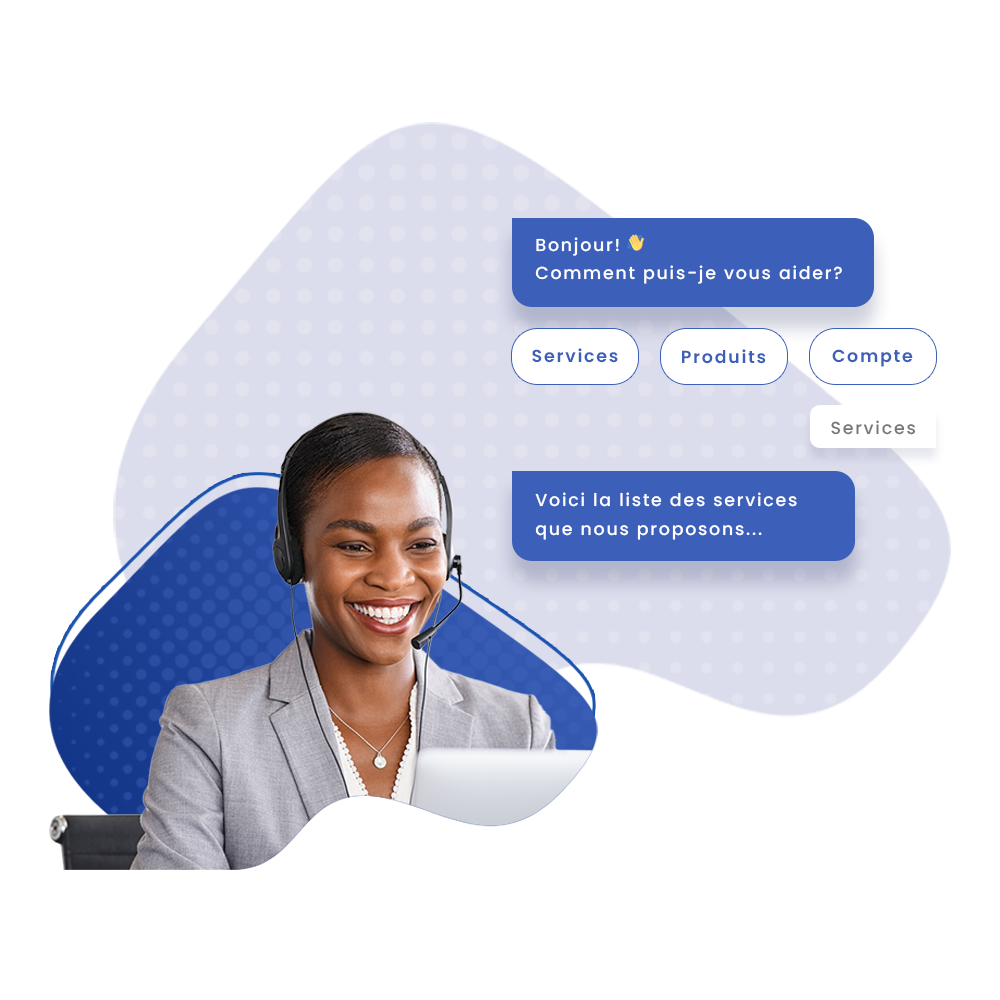 Bonjour! 👋
Comment puis-je vous aider?
Services
Produits
Compte
Services
Voici la liste des services
que nous proposons...